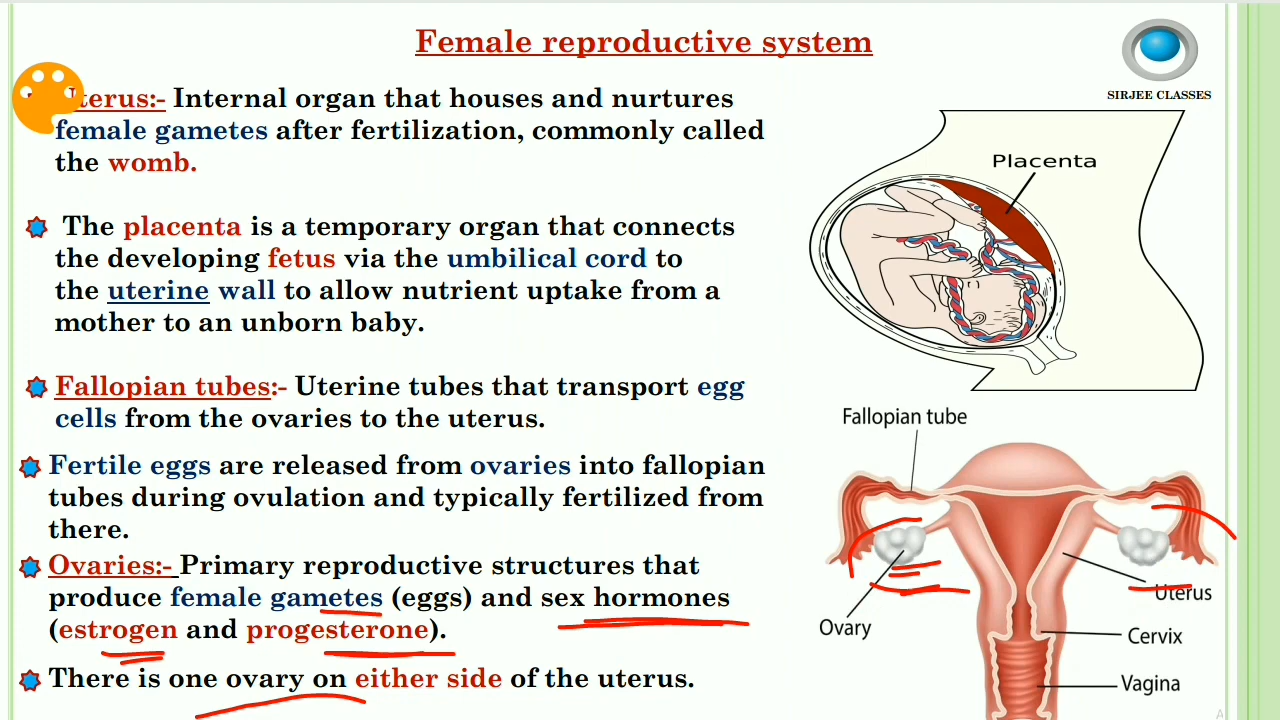 Female reproductive system
SIRJEE CLASSES
Uterus:- Internal organ that houses and nurtures
female gametes after fertilization, commonly called
the womb.
The placenta is a temporary organ that connects
the developing fetus via the umbilical cord to
the uterine wall to allow nutrient uptake from a
mother to an unborn baby.
Fallopian tubes:- Uterine tubes that transport egg
cells from the ovaries to the uterus.
Fertile eggs are released from ovaries into fallopian
tubes during ovulation and typically fertilized from
there.
Ovaries:- Primary reproductive structures that
produce female gametes (eggs) and sex hormones
(estrogen and progesterone).
There is one ovary on either side of the uterus.
Placenta
Fallopian tube
Ovary
Uterus
Cervix
Vagina